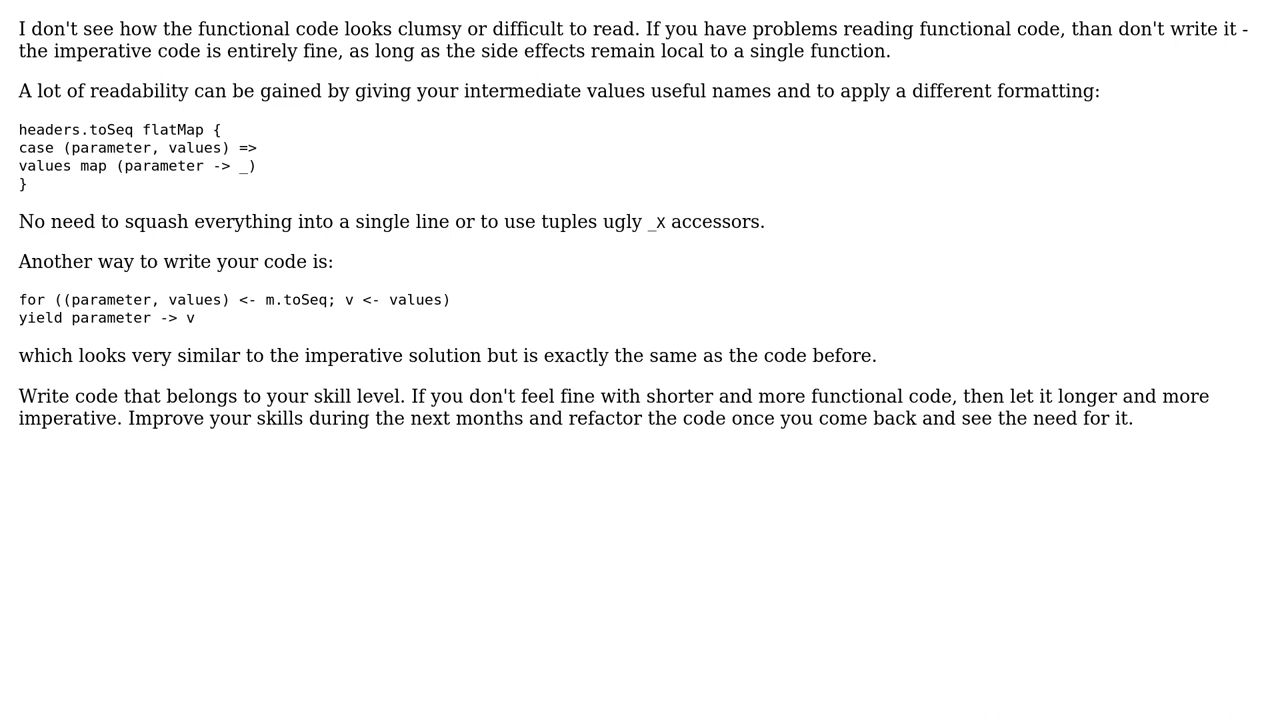 I don't see how the functional code looks clumsy or difficult to read. If you have problems reading functional code, than don't write it -
the imperative code is entirely fine, as long as the side effects remain local to a single function.
A lot of readability can be gained by giving your intermediate values useful names and to apply a different formatting:
headers.toSeq flatMap {
case (parameter, values) =>
values map (parameter -> _)
}
No need to squash everything into a single line or to use tuples ugly _X accessors.
Another way to write your code is:
for ((parameter, values) <- m.toSeq; v <- values)
yield parameter -> v
which looks very similar to the imperative solution but is exactly the same as the code before.
Write code that belongs to your skill level. If you don't feel fine with shorter and more functional code, then let it longer and more
imperative. Improve your skills during the next months and refactor the code once you come back and see the need for it.